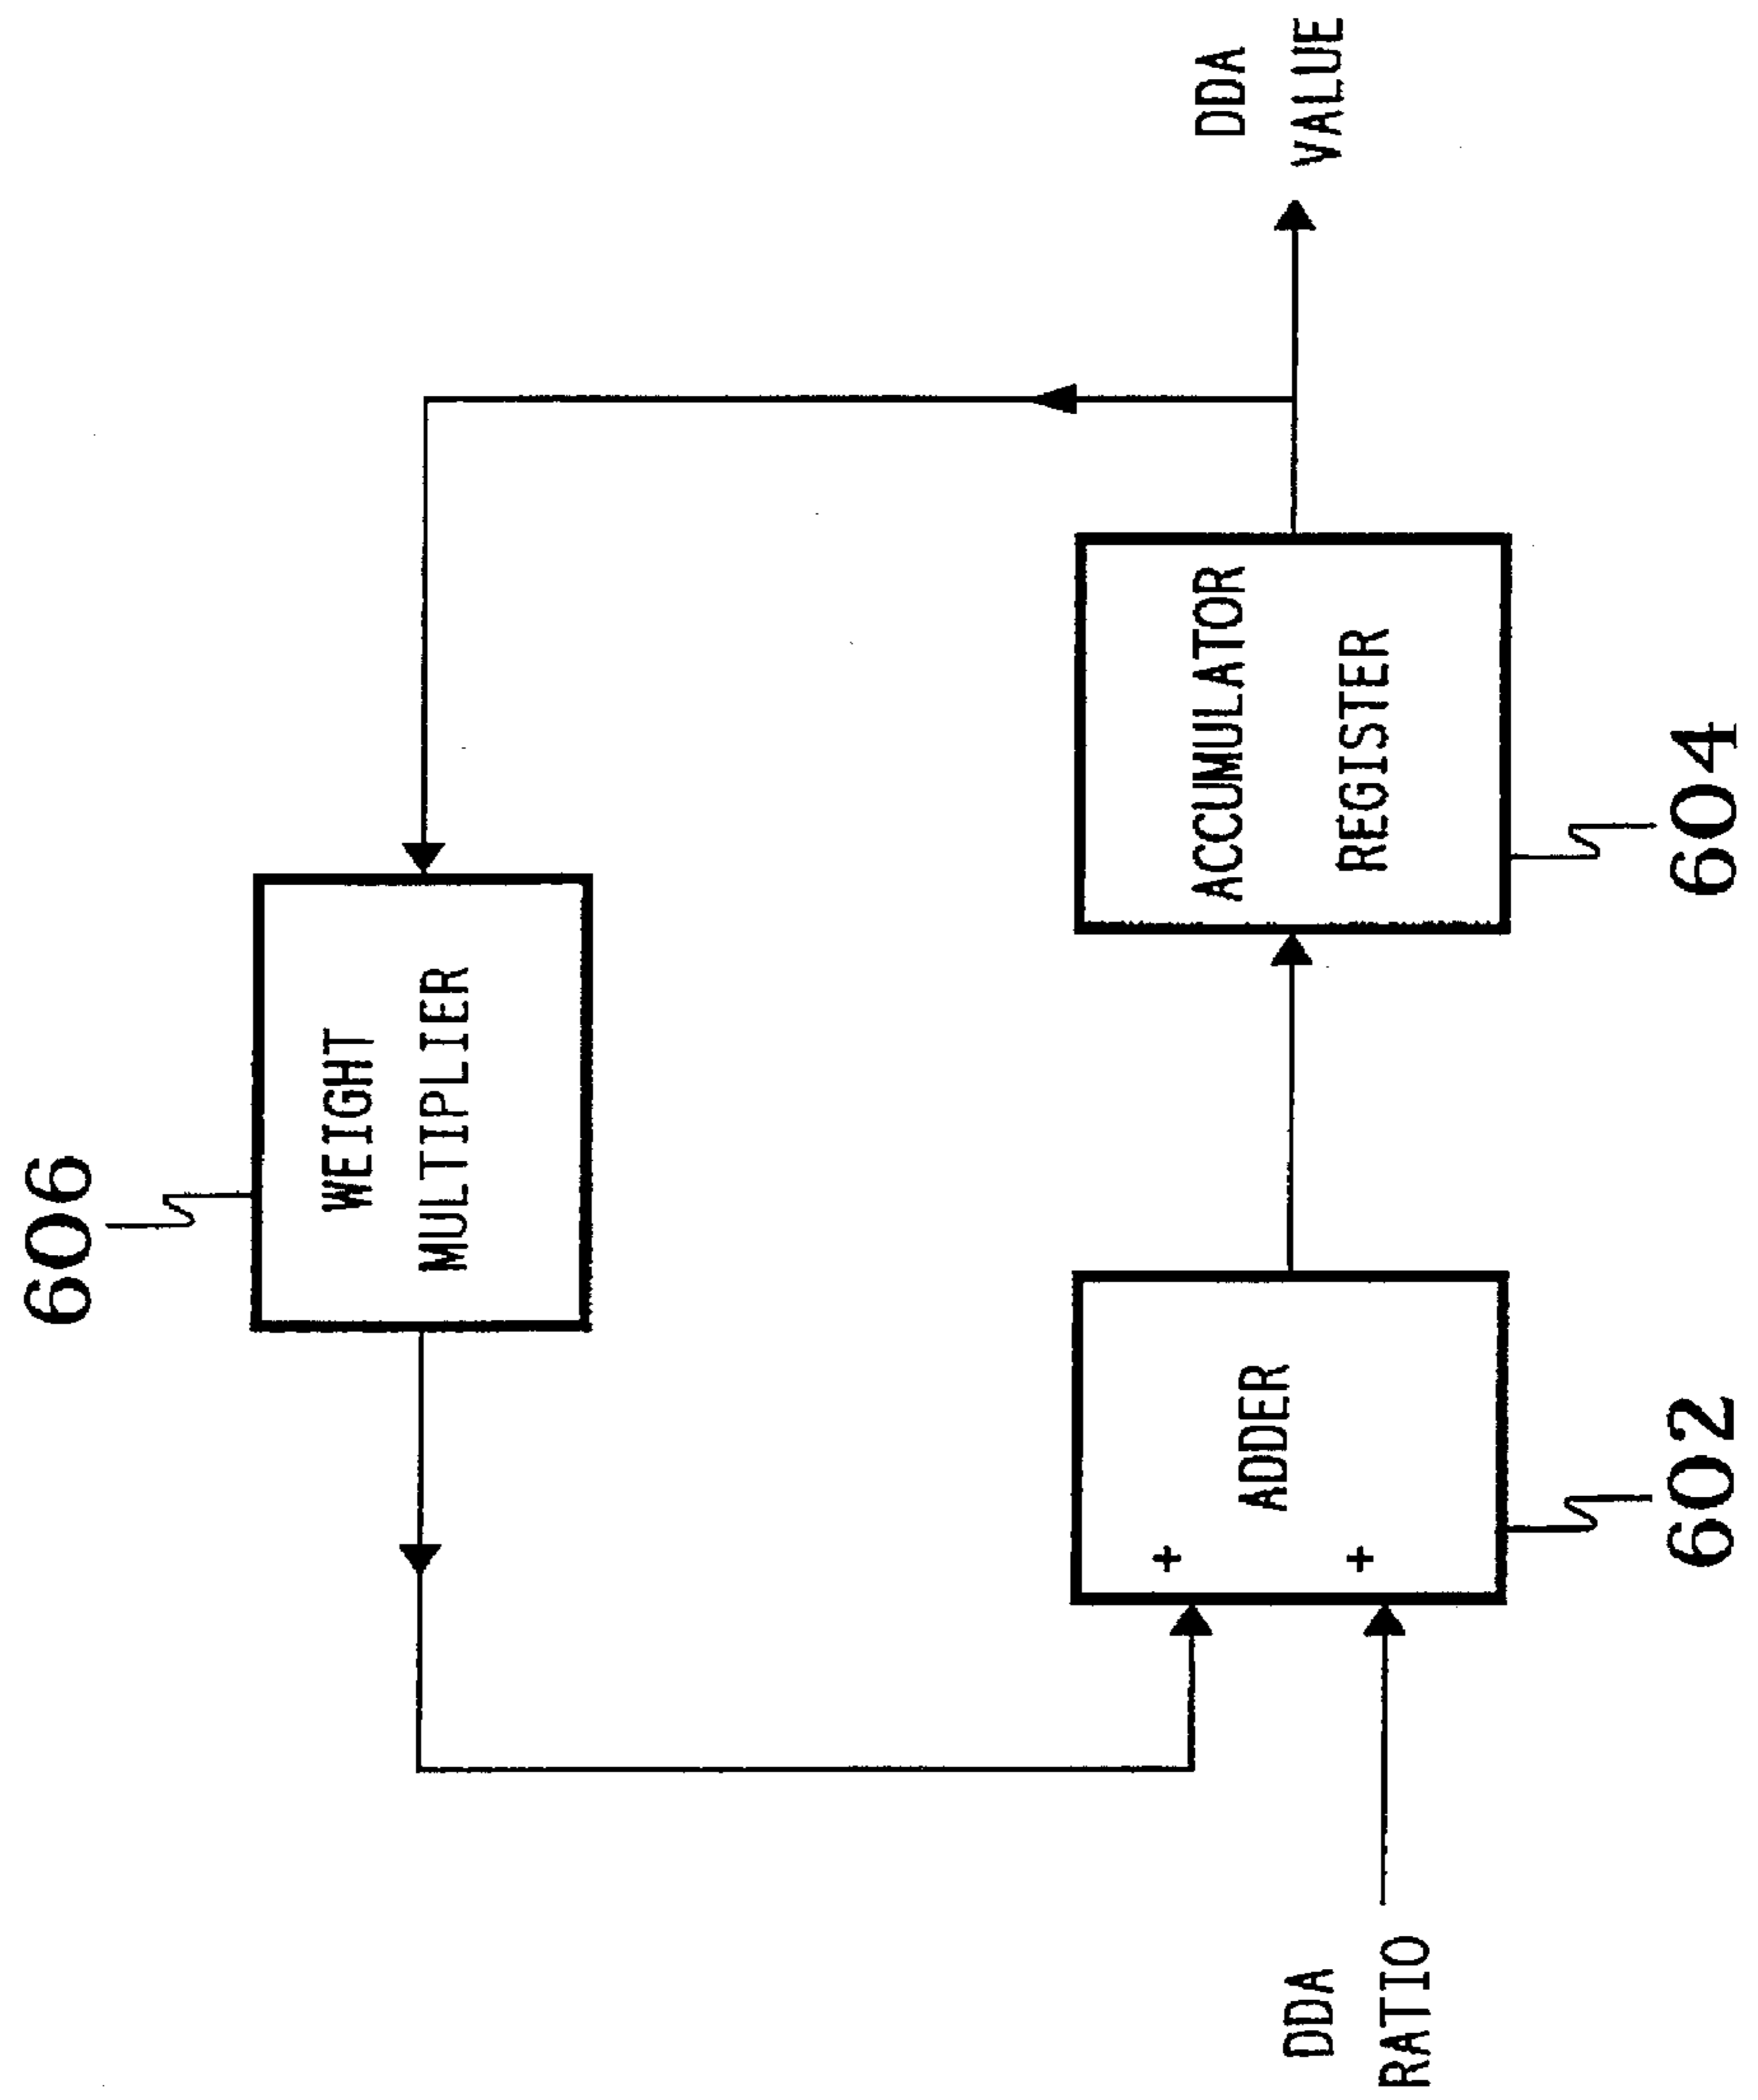 606
WEIGHT
MULTIPLIER
DDA
RATIO
+
+
ADDER
602
ACCUMULATOR
REGISTER
604
DDA
VALUE